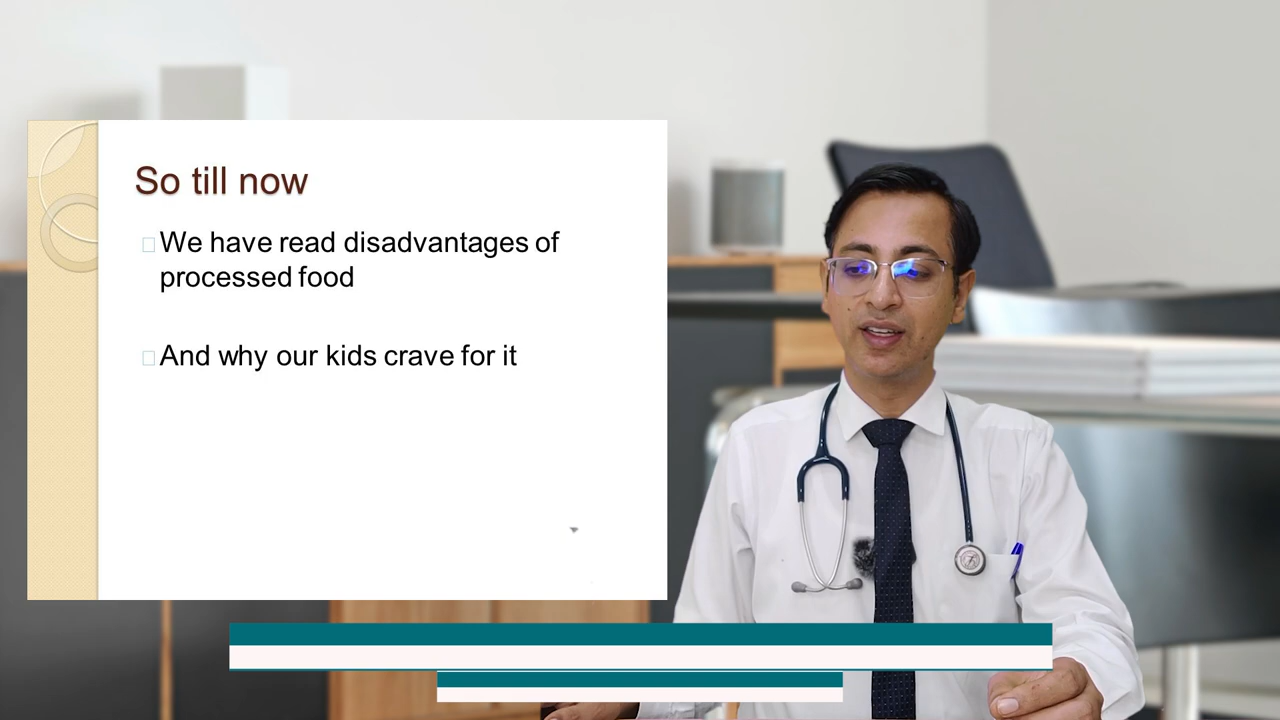 So till now
We have read disadvantages of
processed food
And why our kids crave for it